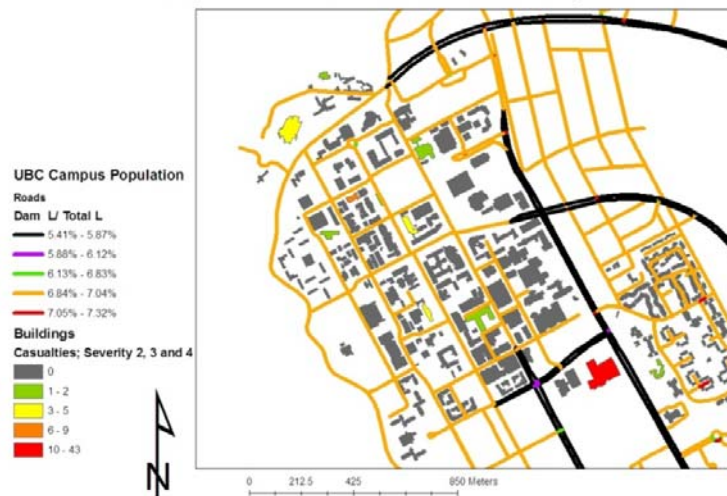 UBC Campus Population
Roads
Dam L/ Total L
5.41% - 5.87%
5.88% - 6.12%
6.13% - 6.83%
6.84% - 7.04%
7.05% - 7.32%
Buildings
Casualties; Severity 2, 3 and 4
0
1 - 2
3 - 5
6 - 9
10 - 43
N
0 212.5 425 850 Meters